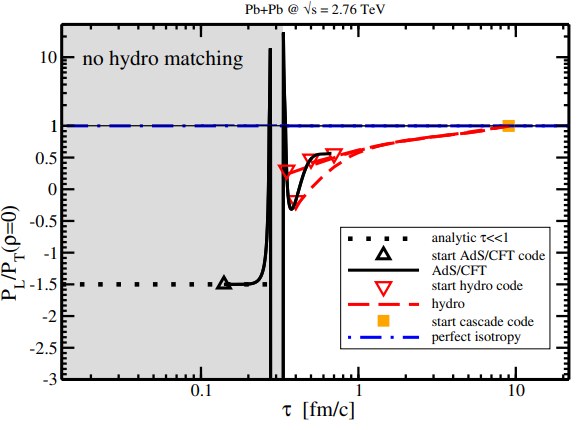 Pb+Pb @ √s = 2.76 TeV
no hydro matching
10
1
0.5
0
-0.5
-1
-1.5
-2
-2.5
-3
P_L/P_T(ρ=0)
analytic τ<<1
start AdS/CFT code
AdS/CFT
start hydro code
hydro
start cascade code
perfect isotropy
0.1 1 10
τ [fm/c]